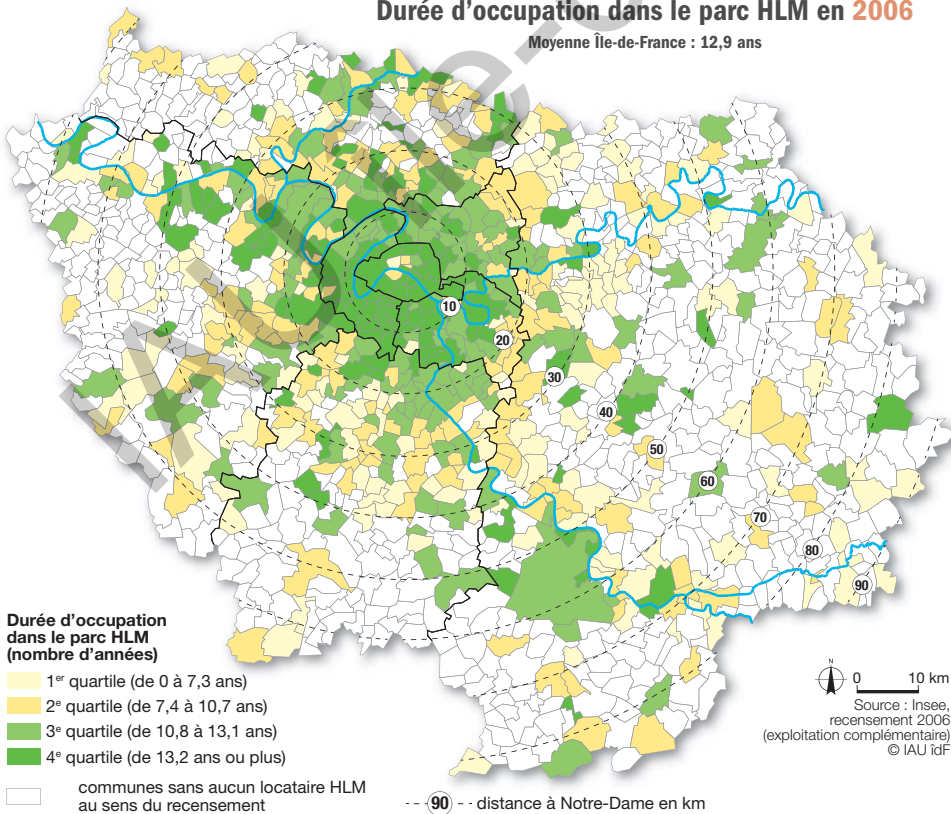 Durée d'occupation dans le parc HLM en 2006
Moyenne Île-de-France : 12,9 ans
10
20
30
40
50
60
70
80
90
Durée d'occupation
dans le parc HLM
(nombre d'années)
1er quartile (de 0 à 7,3 ans)
2e quartile (de 7,4 à 10,7 ans)
3e quartile (de 10,8 à 13,1 ans)
4e quartile (de 13,2 ans ou plus)
communes sans aucun locataire HLM
au sens du recensement
90 distance à Notre-Dame en km
N
0 10 km
Source : Insee,
recensement 2006
(exploitation complémentaire)
© IAU îdF